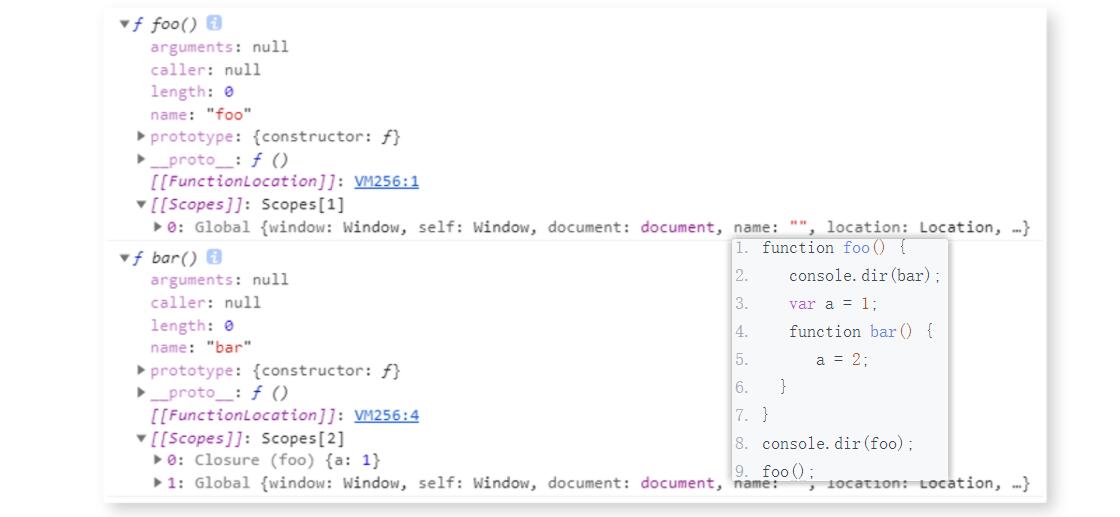 ▼ƒ foo() i
arguments: null
caller: null
length: 0
name: "foo"
▶prototype: {constructor: ƒ}
▶__proto__: ƒ ()
[[FunctionLocation]]: VM256:1
▼[[Scopes]]: Scopes[1]
▶0: Global {window: Window, self: Window, document: document, name: "", location: Location, …}
▼ƒ bar() i
arguments: null
caller: null
length: 0
name: "bar"
▶prototype: {constructor: ƒ}
▶__proto__: ƒ ()
[[FunctionLocation]]: VM256:4
▼[[Scopes]]: Scopes[2]
▶0: Closure (foo) {a: 1}
▶1: Global {window: Window, self: Window, document: document, name: , location: Location, …}
1. function foo() {
2. console.dir(bar);
3. var a = 1;
4. function bar() {
5. a = 2;
6. }
7. }
8. console.dir(foo);
9. foo();